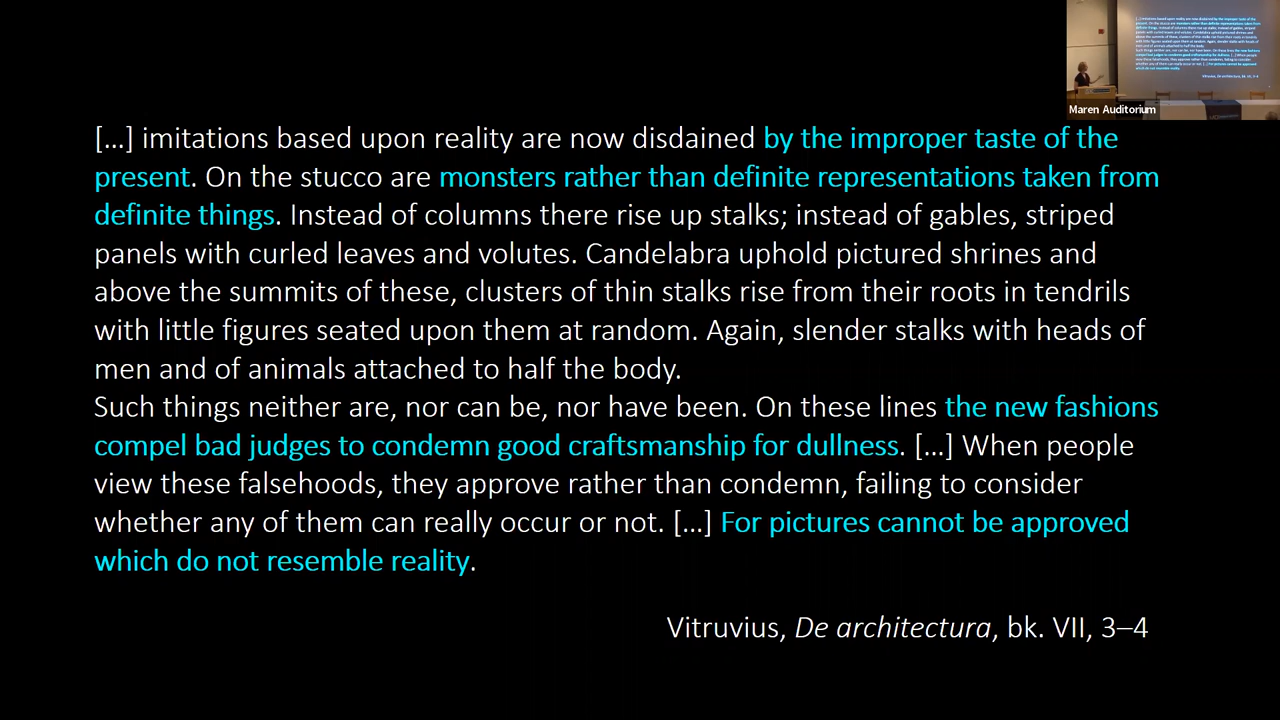 [...] imitations based upon reality are now disdained by the improper taste of the
present. On the stucco are monsters rather than definite representations taken from
definite things. Instead of columns there rise up stalks; instead of gables, striped
panels with curled leaves and volutes. Candelabra uphold pictured shrines and
above the summits of these, clusters of thin stalks rise from their roots in tendrils
with little figures seated upon them at random. Again, slender stalks with heads of
men and of animals attached to half the body.
Such things neither are, nor can be, nor have been. On these lines the new fashions
compel bad judges to condemn good craftsmanship for dullness. [...] When people
view these falsehoods, they approve rather than condemn, failing to consider
whether any of them can really occur or not. [...] For pictures cannot be approved
which do not resemble reality.
Vitruvius, De architectura, bk. VII, 3–4
Maren Auditorium